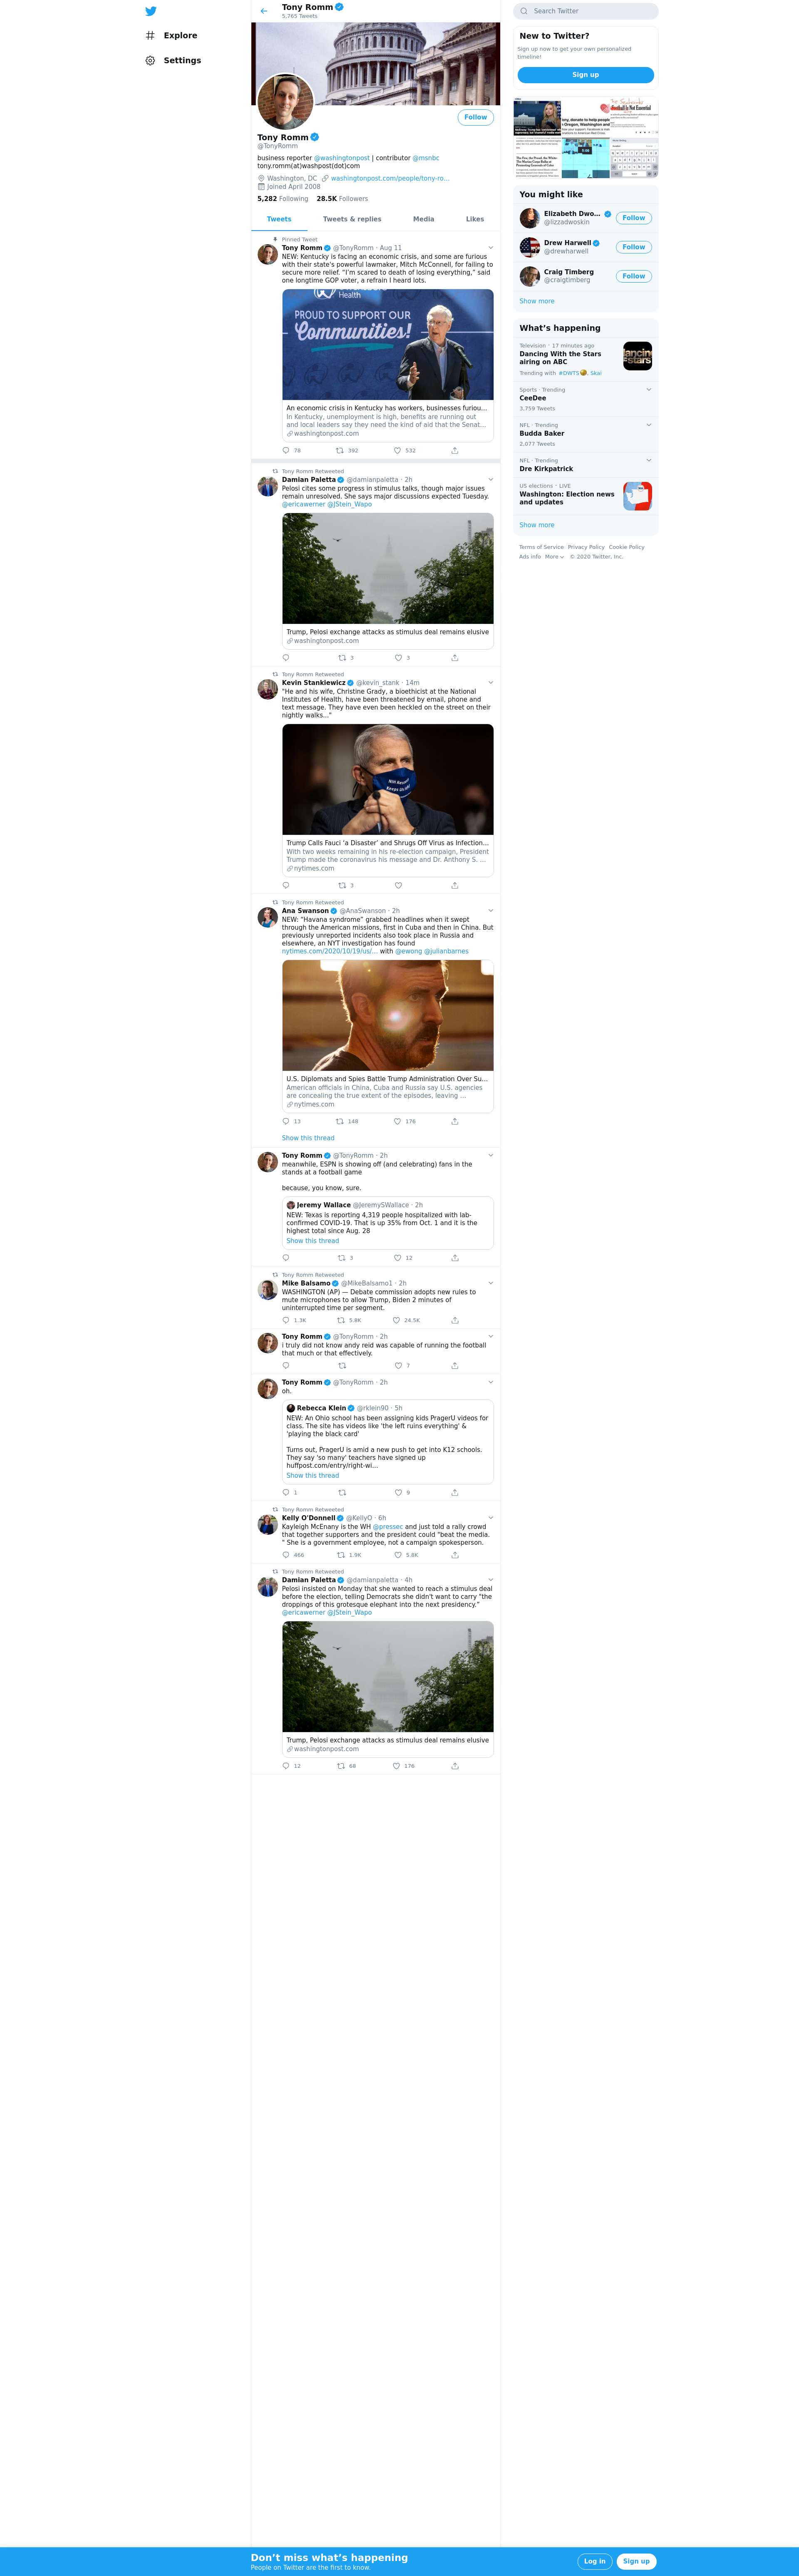 Explore
Settings
Tony Romm
5,765 Tweets
Follow
Tony Romm
@TonyRomm
business reporter @washingtonpost | contributor @msnbc
tony.romm(at)washpost(dot)com
Washington, DC washingtonpost.com/people/tony-ro…
Joined April 2008
5,282 Following 28.5K Followers
Tweets Tweets & replies Media Likes
Pinned Tweet
Tony Romm @TonyRomm · Aug 11
NEW: Kentucky is facing an economic crisis, and some are furious
with their state's powerful lawmaker, Mitch McConnell, for failing to
secure more relief. “I’m scared to death of losing everything,” said
one longtime GOP voter, a refrain I heard lots.
Health
PROUD TO SUPPORT OUR
Communities!
An economic crisis in Kentucky has workers, businesses furiou…
In Kentucky, unemployment is high, benefits are running out
and local leaders say they need the kind of aid that the Senat…
washingtonpost.com
78 392 532
Tony Romm Retweeted
Damian Paletta @damianpaletta · 2h
Pelosi cites some progress in stimulus talks, though major issues
remain unresolved. She says major discussions expected Tuesday.
@ericawerner @JStein_Wapo
Trump, Pelosi exchange attacks as stimulus deal remains elusive
washingtonpost.com
3 3
Tony Romm Retweeted
Kevin Stankiewicz @kevin_stank · 14m
"He and his wife, Christine Grady, a bioethicist at the National
Institutes of Health, have been threatened by email, phone and
text message. They have even been heckled on the street on their
nightly walks..."
Trump Calls Fauci ‘a Disaster’ and Shrugs Off Virus as Infection…
With two weeks remaining in his re-election campaign, President
Trump made the coronavirus his message and Dr. Anthony S. …
nytimes.com
3
Tony Romm Retweeted
Ana Swanson @AnaSwanson · 2h
NEW: “Havana syndrome” grabbed headlines when it swept
through the American missions, first in Cuba and then in China. But
previously unreported incidents also took place in Russia and
elsewhere, an NYT investigation has found
nytimes.com/2020/10/19/us/… with @ewong @julianbarnes
U.S. Diplomats and Spies Battle Trump Administration Over Su…
American officials in China, Cuba and Russia say U.S. agencies
are concealing the true extent of the episodes, leaving …
nytimes.com
13 148 176
Show this thread
Tony Romm @TonyRomm · 2h
meanwhile, ESPN is showing off (and celebrating) fans in the
stands at a football game
because, you know, sure.
Jeremy Wallace @JeremySWallace · 2h
NEW: Texas is reporting 4,319 people hospitalized with lab-
confirmed COVID-19. That is up 35% from Oct. 1 and it is the
highest total since Aug. 28
Show this thread
3 12
Tony Romm Retweeted
Mike Balsamo @MikeBalsamo1 · 2h
WASHINGTON (AP) — Debate commission adopts new rules to
mute microphones to allow Trump, Biden 2 minutes of
uninterrupted time per segment.
1.3K 5.8K 24.5K
Tony Romm @TonyRomm · 2h
i truly did not know andy reid was capable of running the football
that much or that effectively.
7
Tony Romm @TonyRomm · 2h
oh.
Rebecca Klein @rklein90 · 5h
NEW: An Ohio school has been assigning kids PragerU videos for
class. The site has videos like 'the left ruins everything' &
'playing the black card'
Turns out, PragerU is amid a new push to get into K12 schools.
They say 'so many' teachers have signed up
huffpost.com/entry/right-wi…
Show this thread
1 9
Tony Romm Retweeted
Kelly O'Donnell @KellyO · 6h
Kayleigh McEnany is the WH @pressec and just told a rally crowd
that together supporters and the president could “beat the media.
” She is a government employee, not a campaign spokesperson.
466 1.9K 5.8K
Tony Romm Retweeted
Damian Paletta @damianpaletta · 4h
Pelosi insisted on Monday that she wanted to reach a stimulus deal
before the election, telling Democrats she didn't want to carry “the
droppings of this grotesque elephant into the next presidency.”
@ericawerner @JStein_Wapo
Trump, Pelosi exchange attacks as stimulus deal remains elusive
washingtonpost.com
12 68 176
Search Twitter
New to Twitter?
Sign up now to get your own personalized
timeline!
Sign up
You might like
Elizabeth Dwo…
@lizzadwoskin
Follow
Drew Harwell
@drewharwell
Follow
Craig Timberg
@craigtimberg
Follow
Show more
What’s happening
Television · 17 minutes ago
Dancing With the Stars
airing on ABC
Trending with #DWTS, Skai
Sports · Trending
CeeDee
3,759 Tweets
NFL · Trending
Budda Baker
2,077 Tweets
NFL · Trending
Dre Kirkpatrick
US elections · LIVE
Washington: Election news
and updates
Show more
Terms of Service Privacy Policy Cookie Policy
Ads info More © 2020 Twitter, Inc.
Don’t miss what’s happening
People on Twitter are the first to know.
Log in Sign up